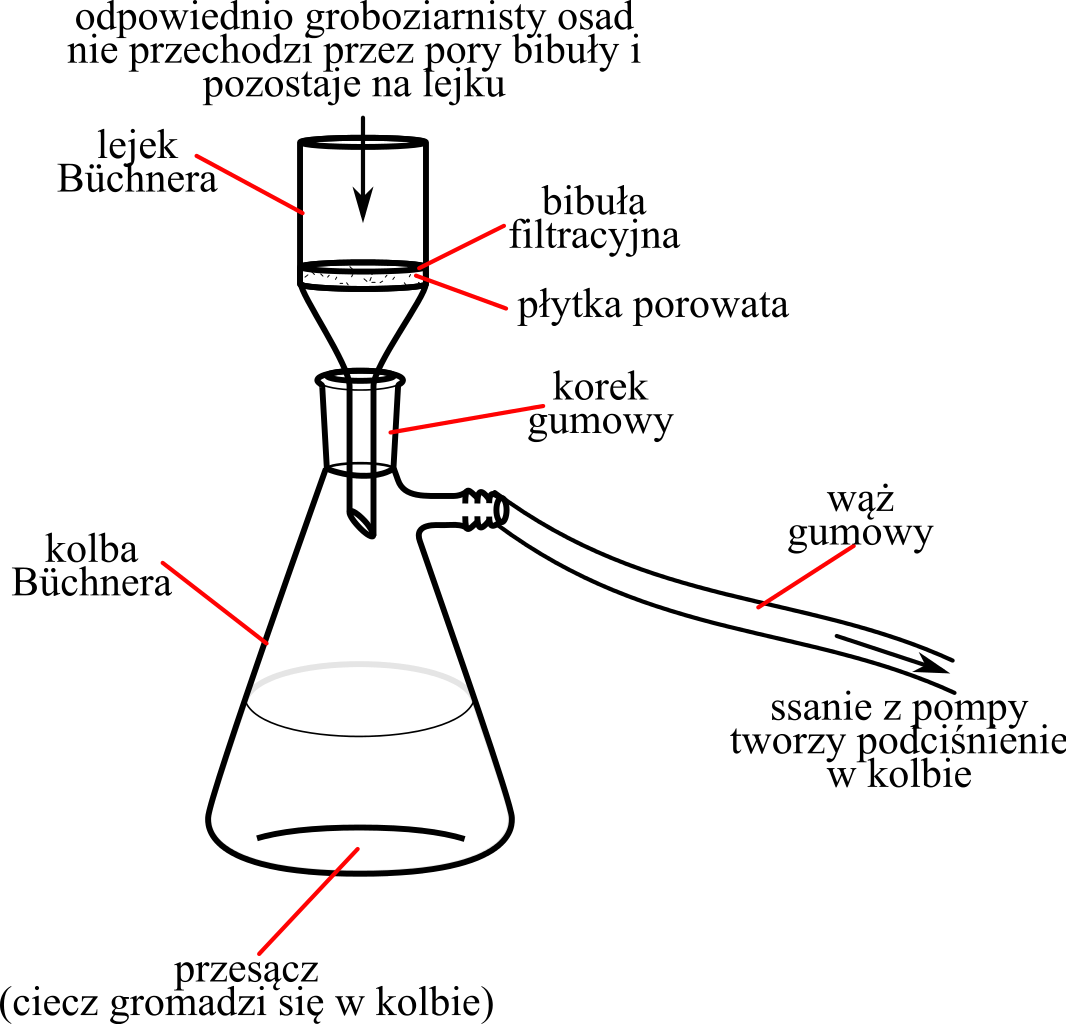 odpowiednio groboziarnisty osad
nie przechodzi przez pory bibuły i
pozostaje na lejku
lejek
Büchnera
bibuła
filtracyjna
płytka porowata
korek
gumowy
wąż
gumowy
kolba
Büchnera
ssanie z pompy
tworzy podciśnienie
w kolbie
przesącz
(ciecz gromadzi się w kolbie)